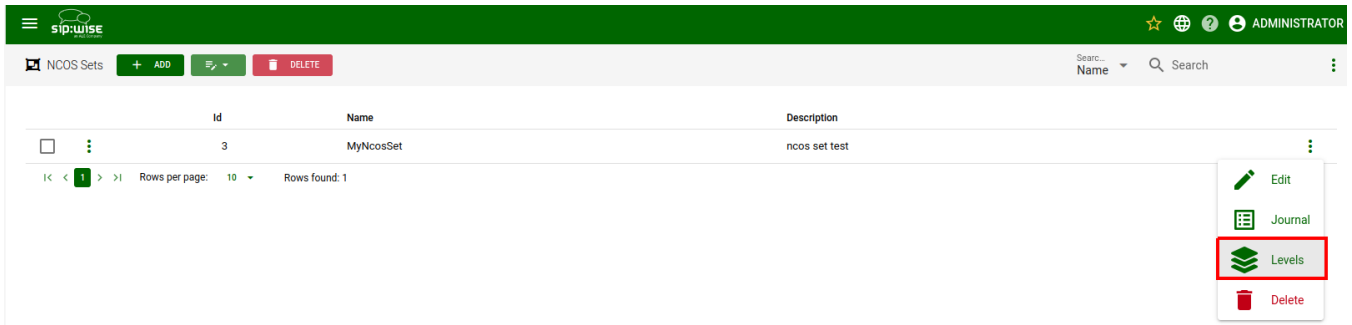 sip:wise
ADMINISTRATOR
NCOS Sets + ADD DELETE
Searc...
Name
Search
Id Name Description
3 MyNcosSet ncos set test
1 Rows per page: 10 Rows found: 1
Edit
Journal
Levels
Delete